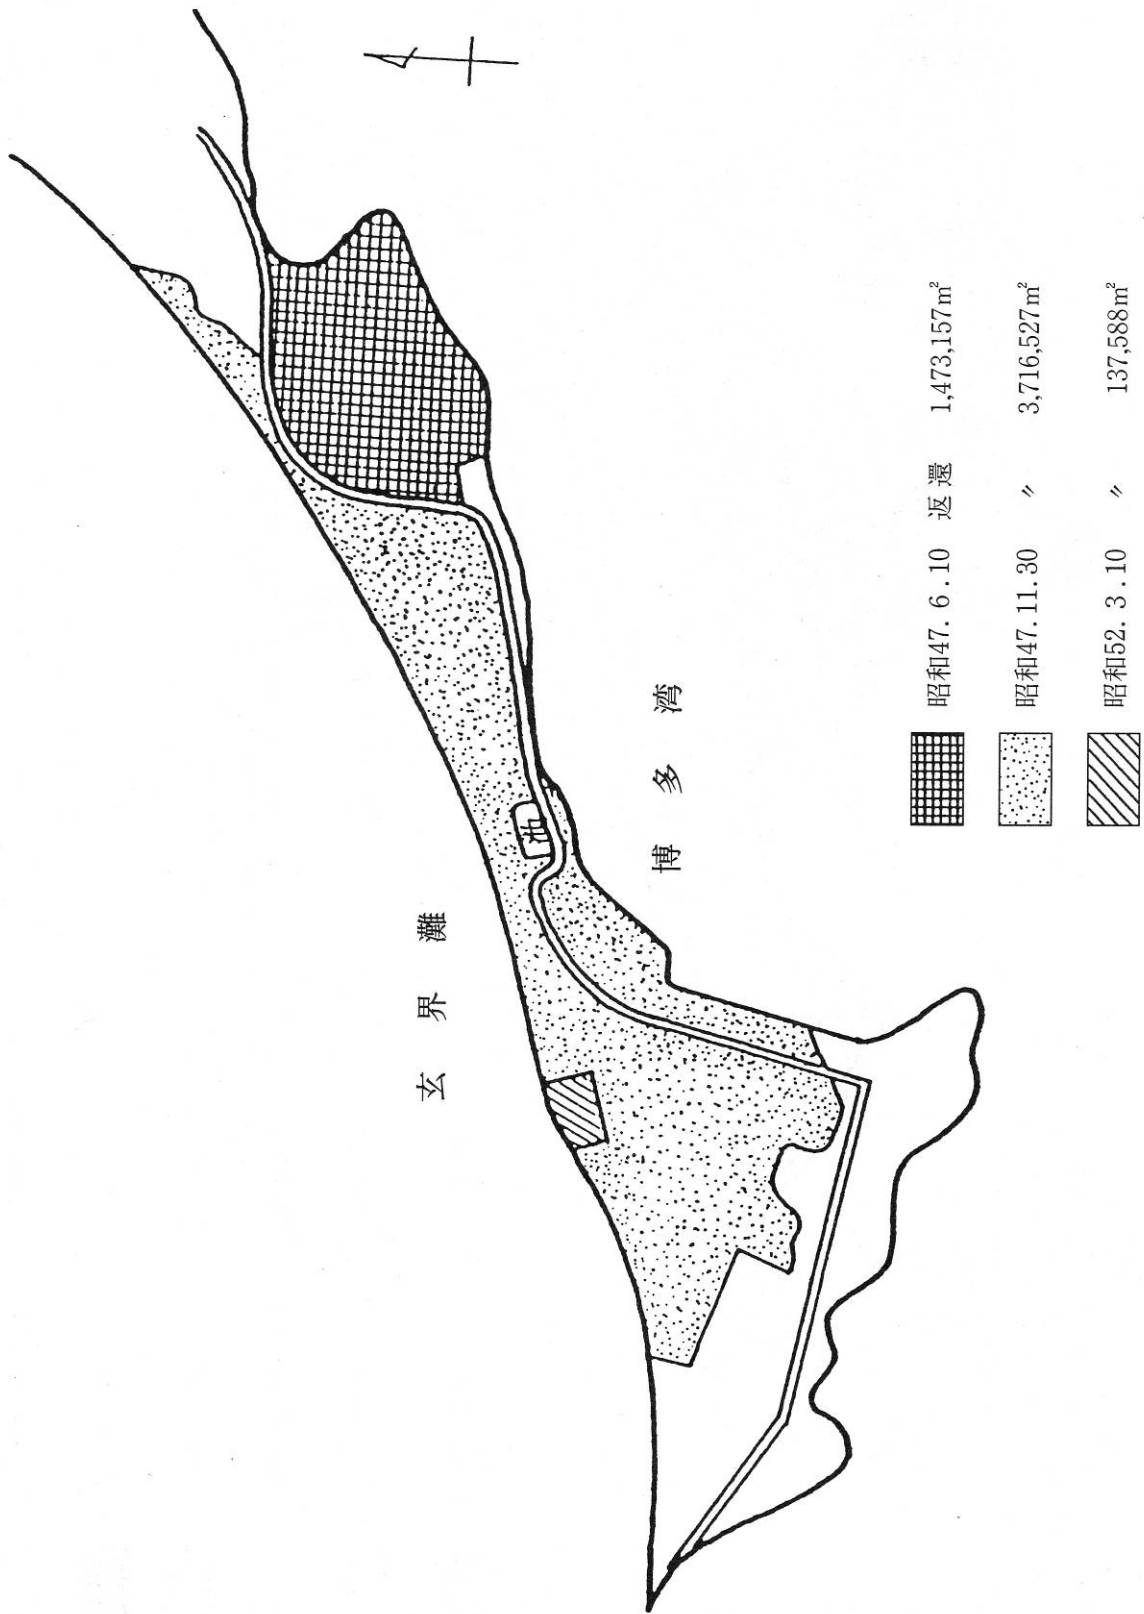 玄界灘
池
博多湾
昭和47.6.10 返還 1,473,157m²
昭和47.11.30 〃 3,716,527m²
昭和52.3.10 〃 137,588m²